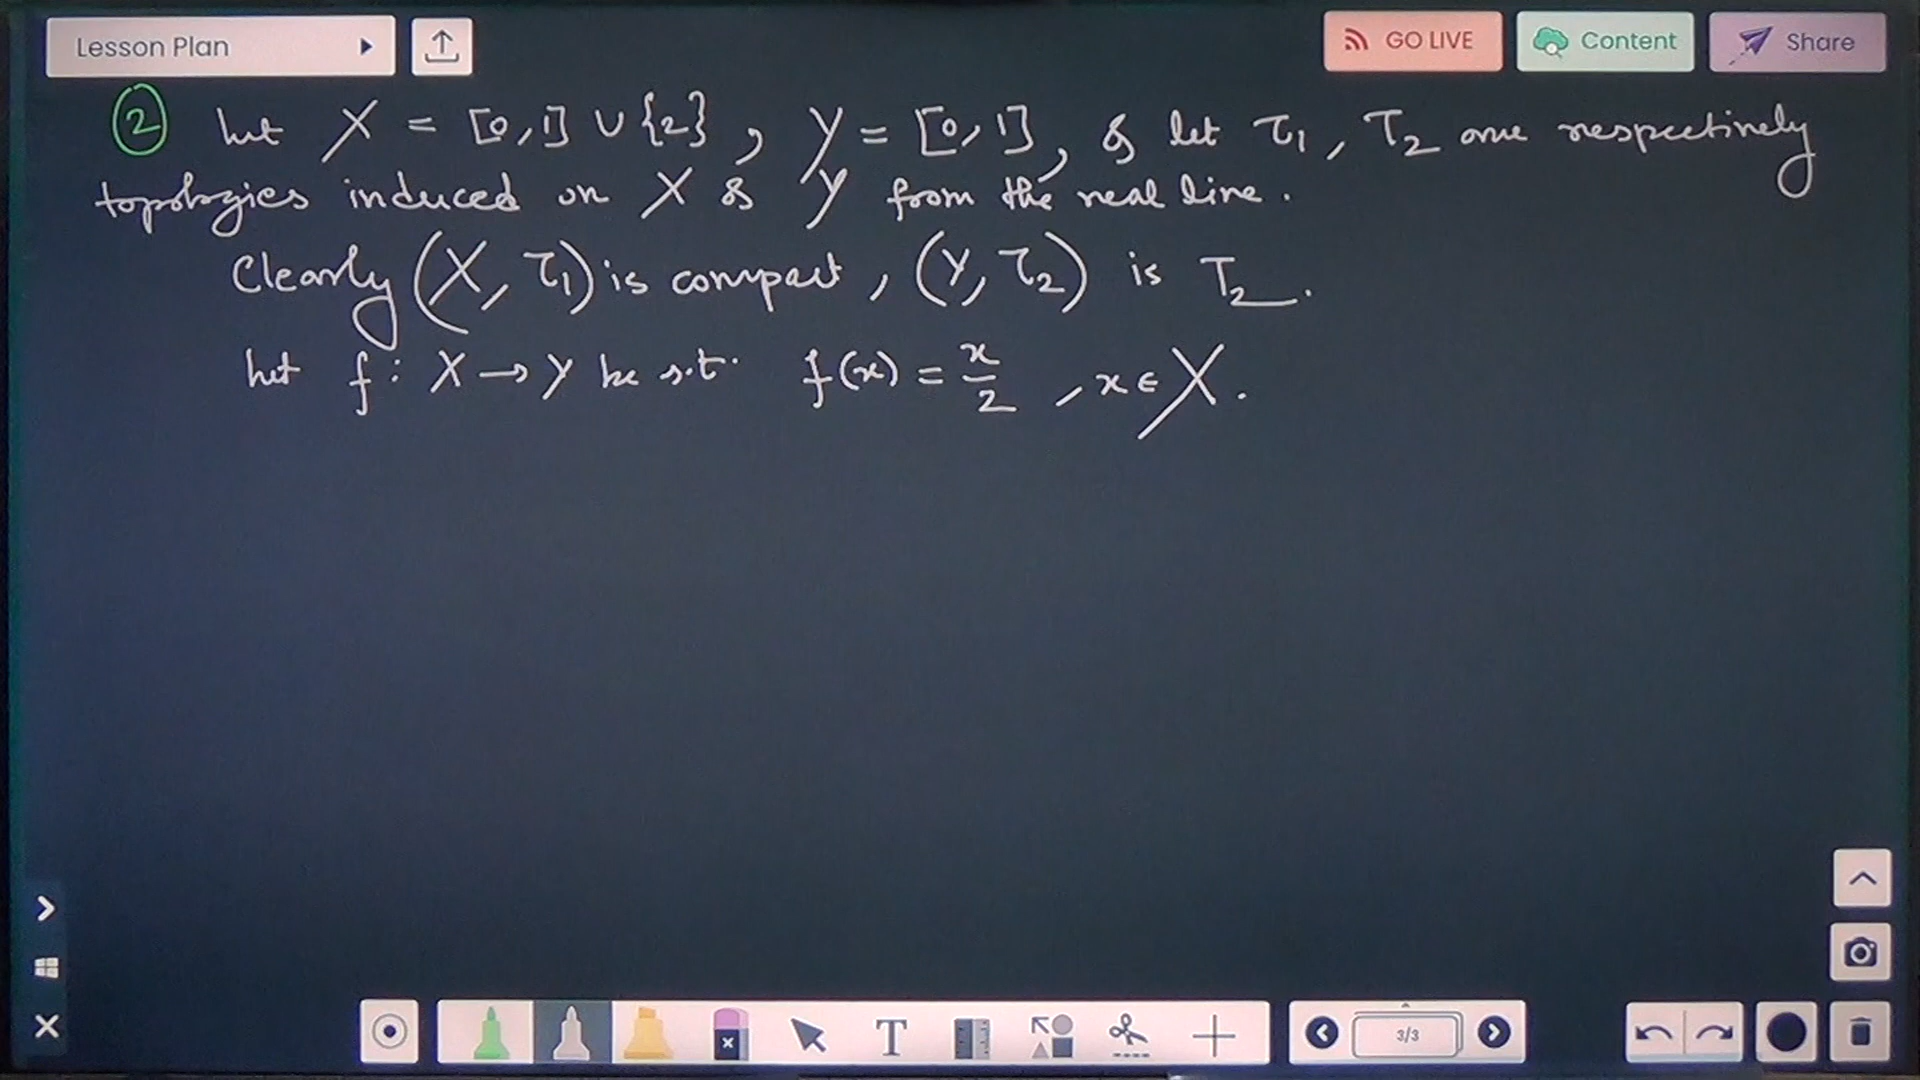 Lesson Plan
GO LIVE
Content
Share
② Let X = [0,1] ∪ {2}, Y = [0,1], & let τ₁, τ₂ are respectively
topologies induced on X & Y from the real line.
Clearly (X, τ₁) is compact, (Y, τ₂) is T₂.
Let f: X → Y be s.t. f(x) = x/2, x ∈ X.
T
3/3